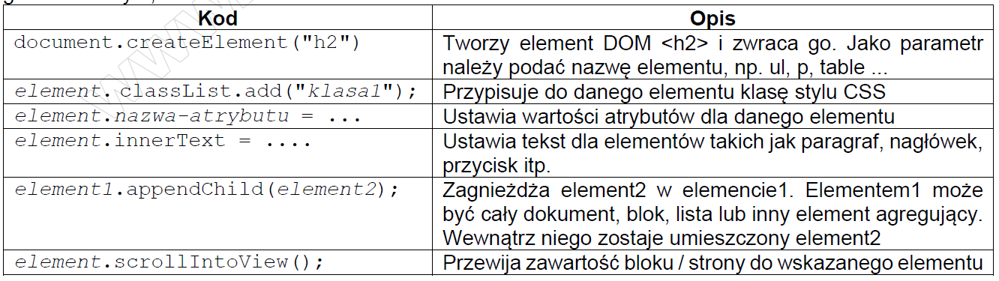 Kod Opis
document.createElement("h2") Tworzy element DOM <h2> i zwraca go. Jako parametr
należy podać nazwę elementu, np. ul, p, table ...
element.classList.add("klasa1"); Przypisuje do danego elementu klasę stylu CSS
element.nazwa-atrybutu = ... Ustawia wartości atrybutów dla danego elementu
element.innerText = .... Ustawia tekst dla elementów takich jak paragraf, nagłówek,
przycisk itp.
element1.appendChild(element2); Zagnieżdża element2 w elemencie1. Elementem1 może
być cały dokument, blok, lista lub inny element agregujący.
Wewnątrz niego zostaje umieszczony element2
element.scrollIntoView(); Przewija zawartość bloku / strony do wskazanego elementu
www.